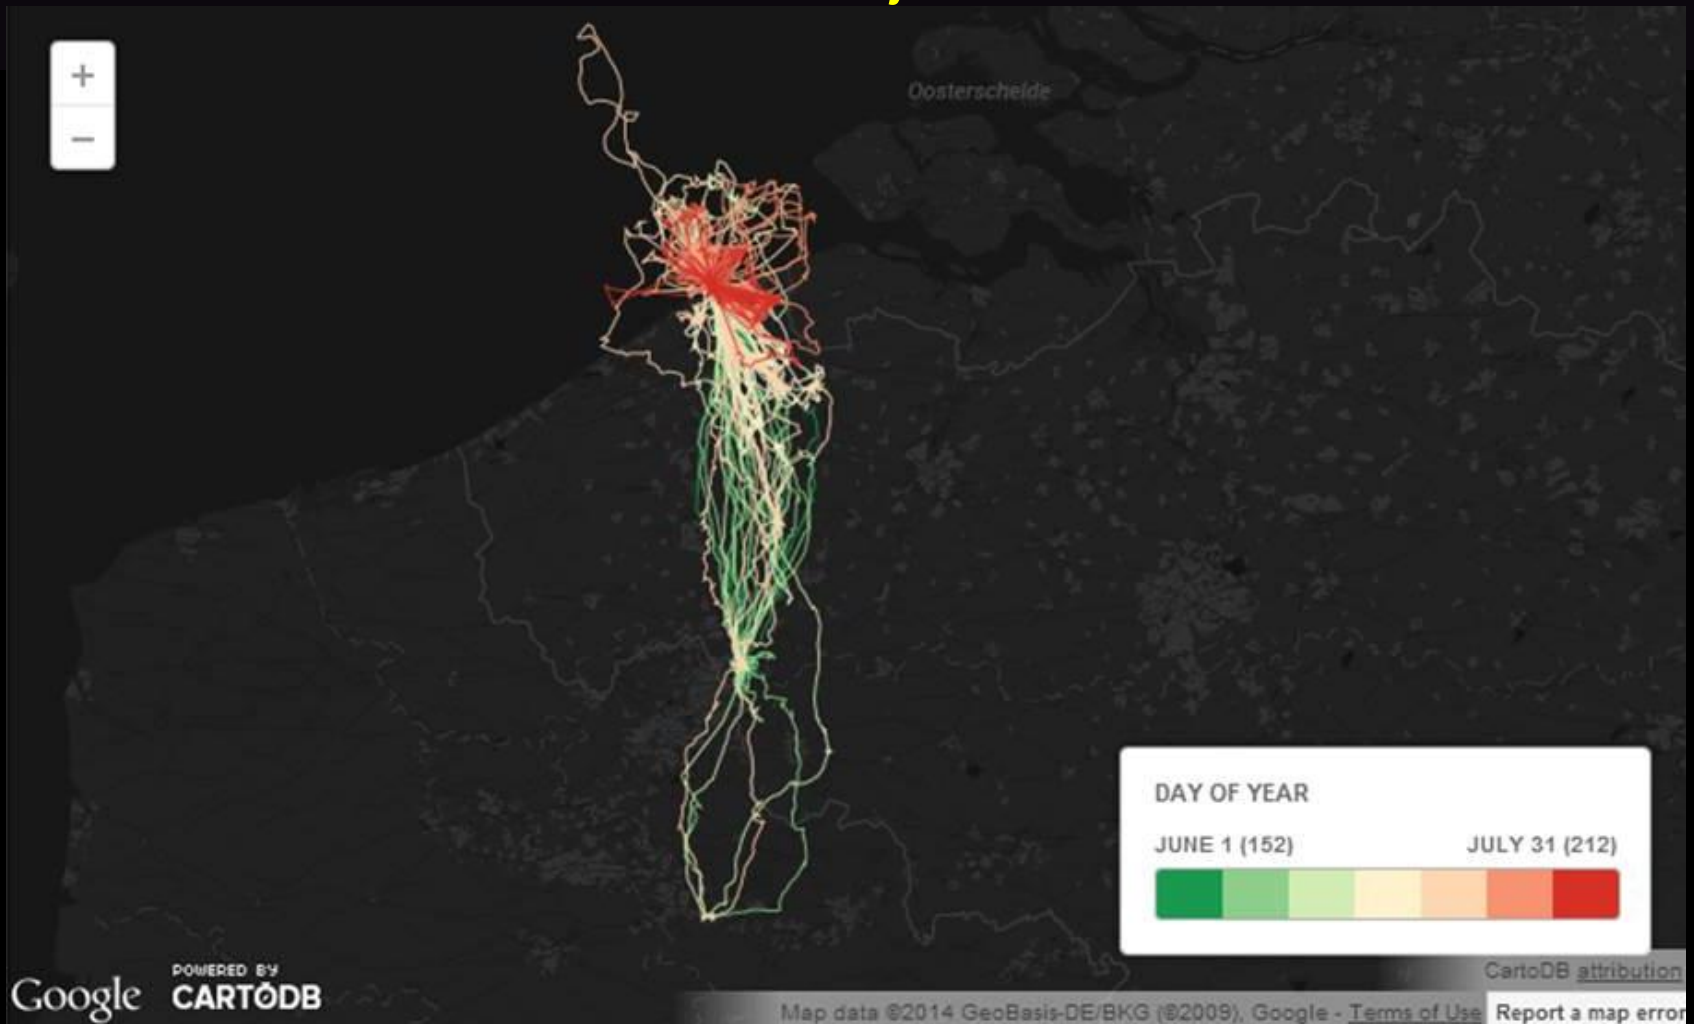 +
Oosterschelde
−
DAY OF YEAR
JUNE 1 (152) JULY 31 (212)
CartoDB attribution
Google
POWERED BY
CARTODB
Map data ©2014 GeoBasis-DE/BKG (©2009), Google - Terms of Use Report a map error